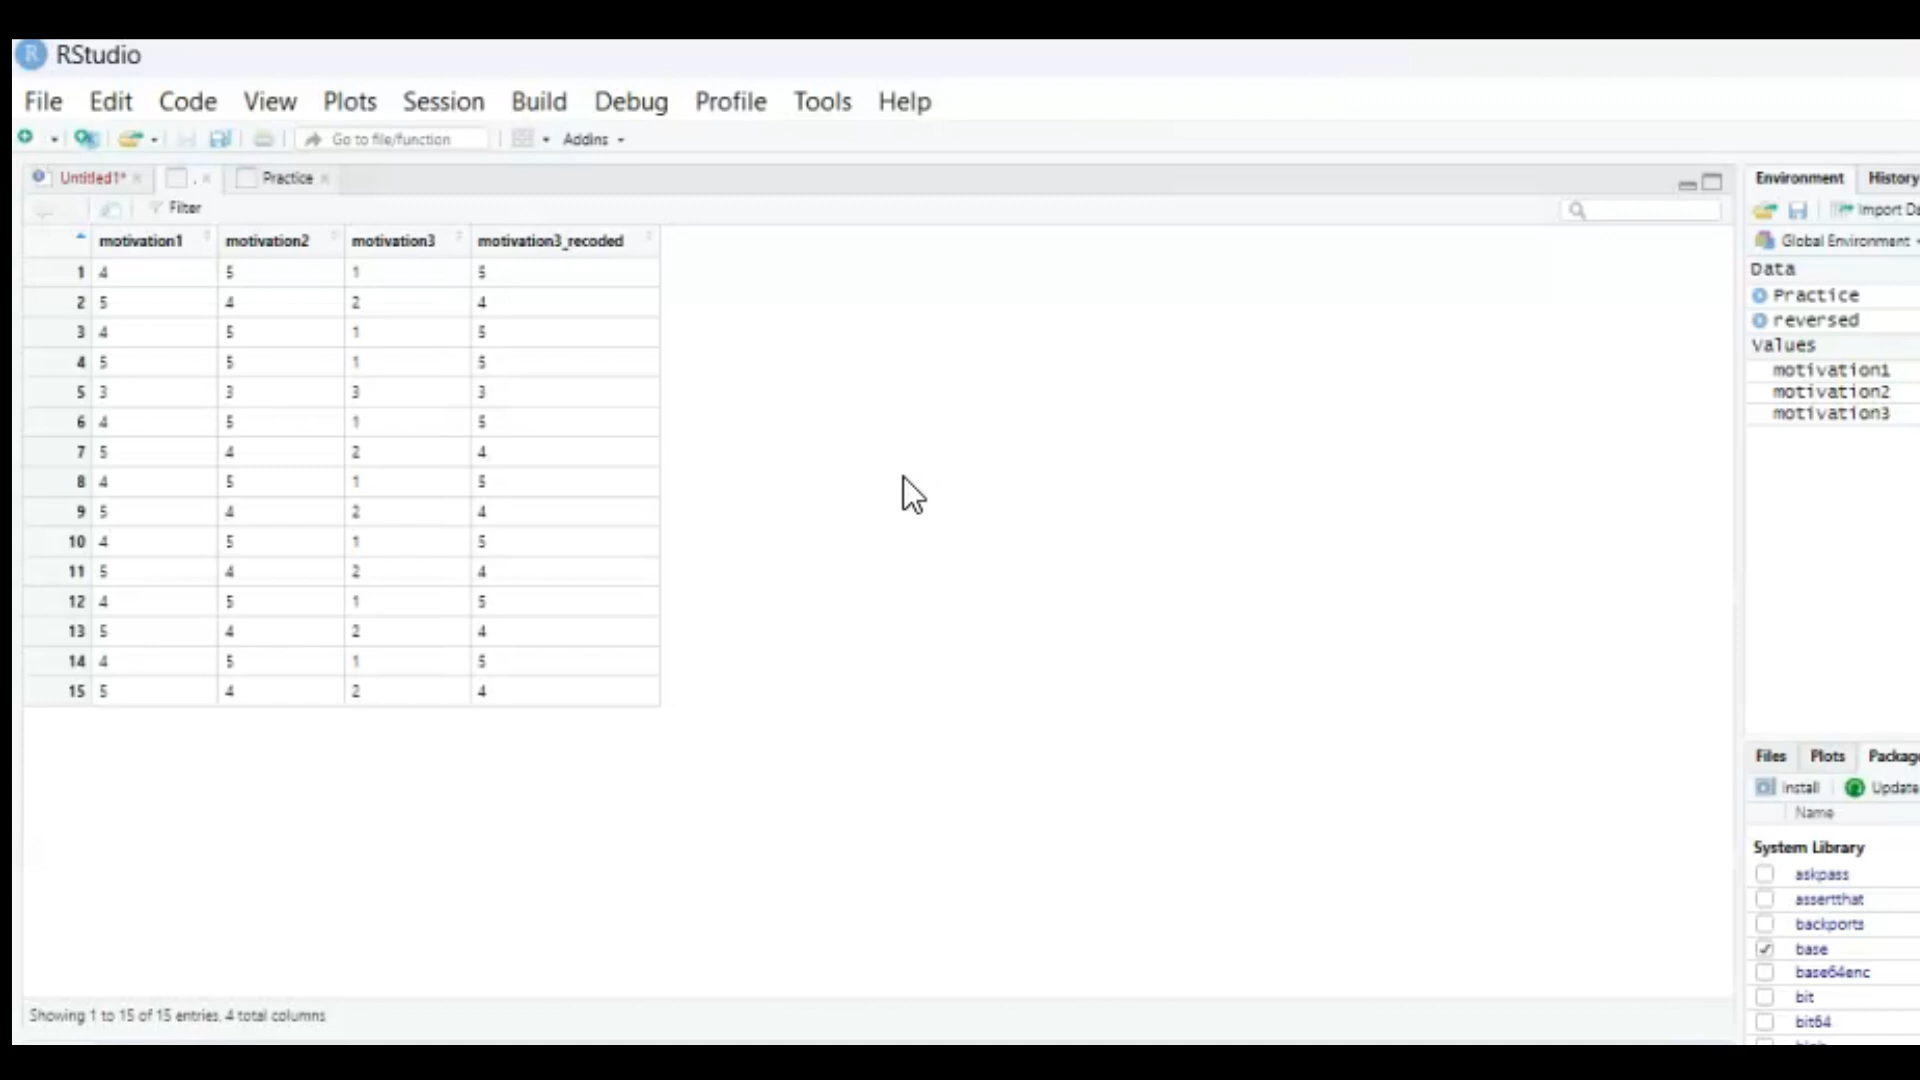 RStudio
File Edit Code View Plots Session Build Debug Profile Tools Help
Go to file/function Addins
Untitled1* . Practice
Filter
motivation1 motivation2 motivation3 motivation3_recoded
1 4 5 1 5
2 5 4 2 4
3 4 5 1 5
4 5 5 1 5
5 3 3 3 3
6 4 5 1 5
7 5 4 2 4
8 4 5 1 5
9 5 4 2 4
10 4 5 1 5
11 5 4 2 4
12 4 5 1 5
13 5 4 2 4
14 4 5 1 5
15 5 4 2 4
Showing 1 to 15 of 15 entries, 4 total columns
Environment History
Import Da
Global Environment
Data
Practice
reversed
Values
motivation1
motivation2
motivation3
Files Plots Packag
Install Update
Name
System Library
askpass
assertthat
backports
base
base64enc
bit
bit64